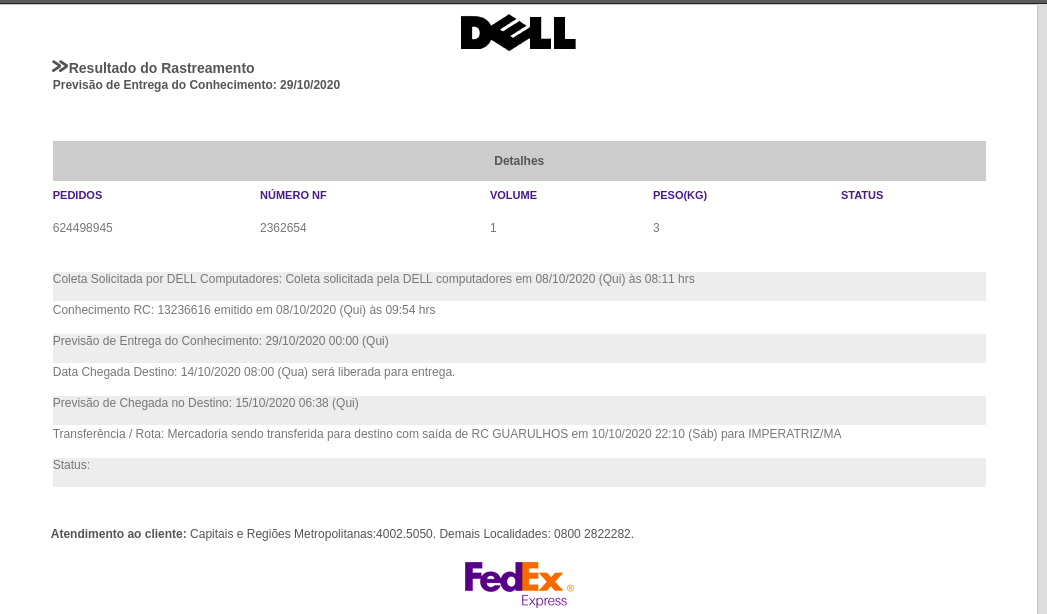 DELL
Resultado do Rastreamento
Previsão de Entrega do Conhecimento: 29/10/2020
Detalhes
PEDIDOS NÚMERO NF VOLUME PESO(KG) STATUS
624498945 2362654 1 3
Coleta Solicitada por DELL Computadores: Coleta solicitada pela DELL computadores em 08/10/2020 (Qui) às 08:11 hrs
Conhecimento RC: 13236616 emitido em 08/10/2020 (Qui) às 09:54 hrs
Previsão de Entrega do Conhecimento: 29/10/2020 00:00 (Qui)
Data Chegada Destino: 14/10/2020 08:00 (Qua) será liberada para entrega.
Previsão de Chegada no Destino: 15/10/2020 06:38 (Qui)
Transferência / Rota: Mercadoria sendo transferida para destino com saída de RC GUARULHOS em 10/10/2020 22:10 (Sáb) para IMPERATRIZ/MA
Status:
Atendimento ao cliente: Capitais e Regiões Metropolitanas:4002.5050. Demais Localidades: 0800 2822282.
FedEx ®
Express